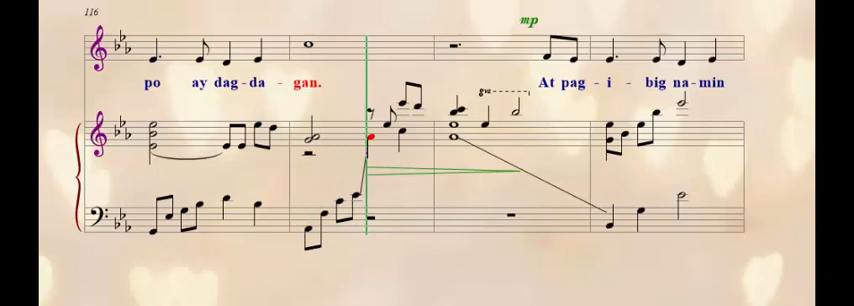 116
mp
po ay dag - da - gan. At pag - i - big na - min
8va